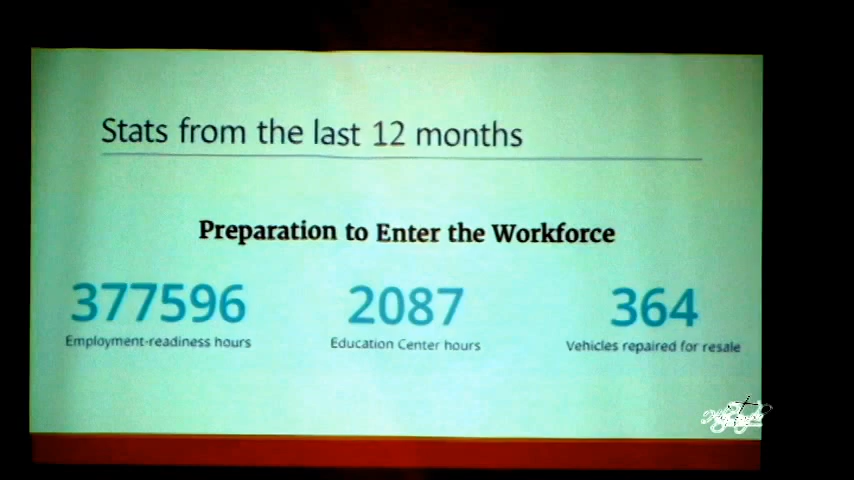 Stats from the last 12 months
Preparation to Enter the Workforce
377596 2087 364
Employment-readiness hours Education Center hours Vehicles repaired for resale